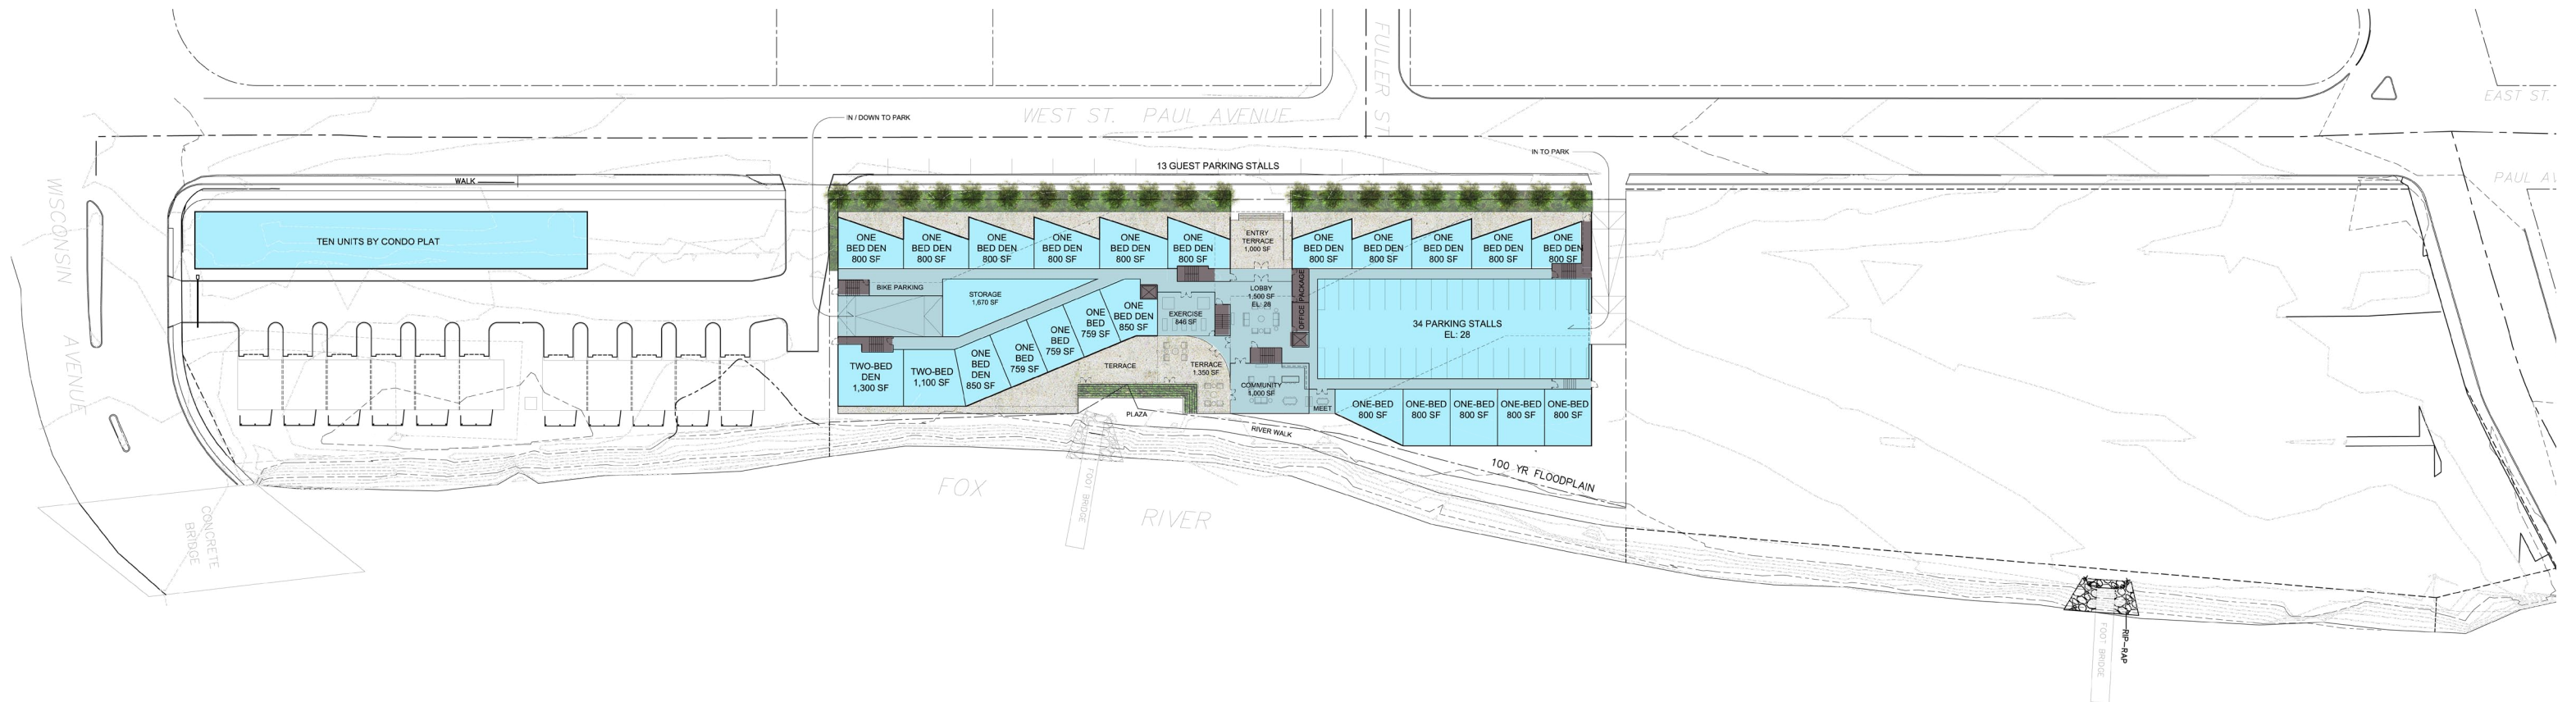 FULLER ST
WEST ST. PAUL AVENUE
EAST ST.
PAUL AV
IN / DOWN TO PARK
IN TO PARK
13 GUEST PARKING STALLS
WALK
WISCONSIN AVENUE
TEN UNITS BY CONDO PLAT
ONE
BED DEN
800 SF
ONE
BED DEN
800 SF
ONE
BED DEN
800 SF
ONE
BED DEN
800 SF
ONE
BED DEN
800 SF
ONE
BED DEN
800 SF
ENTRY
TERRACE
1,000 SF
ONE
BED DEN
800 SF
ONE
BED DEN
800 SF
ONE
BED DEN
800 SF
ONE
BED DEN
800 SF
ONE
BED DEN
800 SF
BIKE PARKING
STORAGE
1,670 SF
ONE
BED DEN
850 SF
EXERCISE
846 SF
LOBBY
1,500 SF
EL: 28
OFFICE PACKAGE
34 PARKING STALLS
EL: 28
TWO-BED
DEN
1,300 SF
TWO-BED
1,100 SF
ONE
BED
DEN
850 SF
ONE
BED
759 SF
ONE
BED
759 SF
ONE
BED
759 SF
TERRACE
TERRACE
1,350 SF
COMMUNITY
1,000 SF
MEET
ONE-BED
800 SF
ONE-BED
800 SF
ONE-BED
800 SF
ONE-BED
800 SF
ONE-BED
800 SF
PLAZA
RIVER WALK
100 YR FLOODPLAIN
FOX
RIVER
FOOT BRIDGE
CONCRETE
BRIDGE
FOOT BRIDGE
RIP-RAP